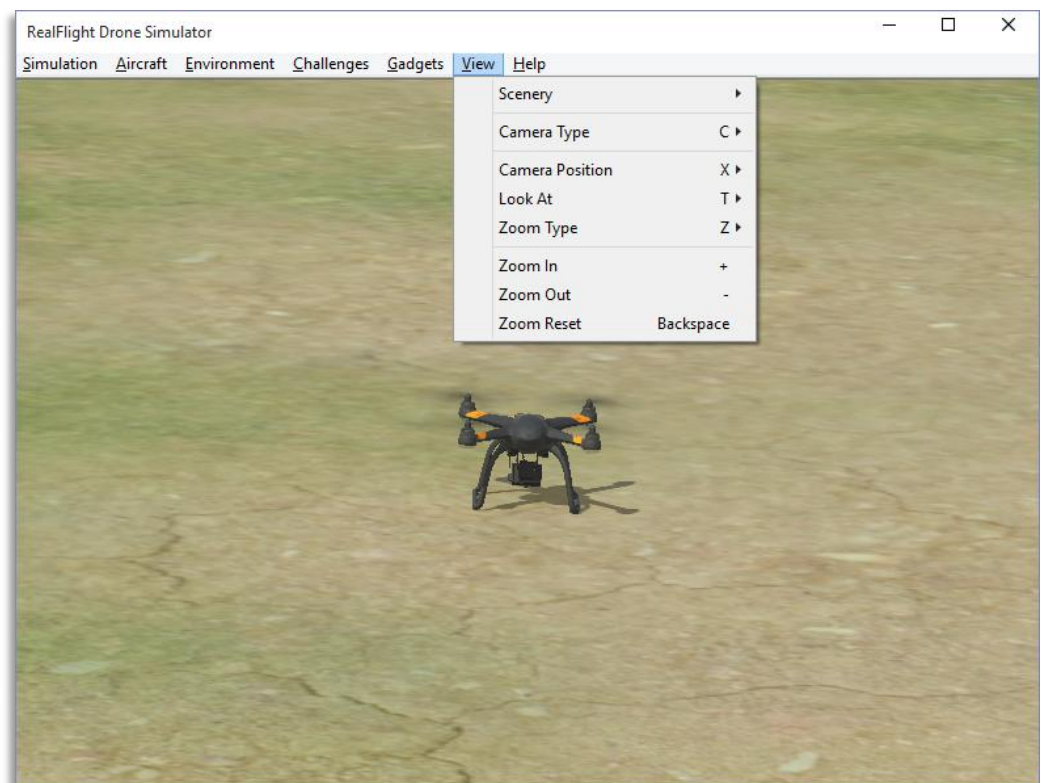 RealFlight Drone Simulator
Simulation Aircraft Environment Challenges Gadgets View Help
Scenery
Camera Type C
Camera Position X
Look At T
Zoom Type Z
Zoom In +
Zoom Out -
Zoom Reset Backspace